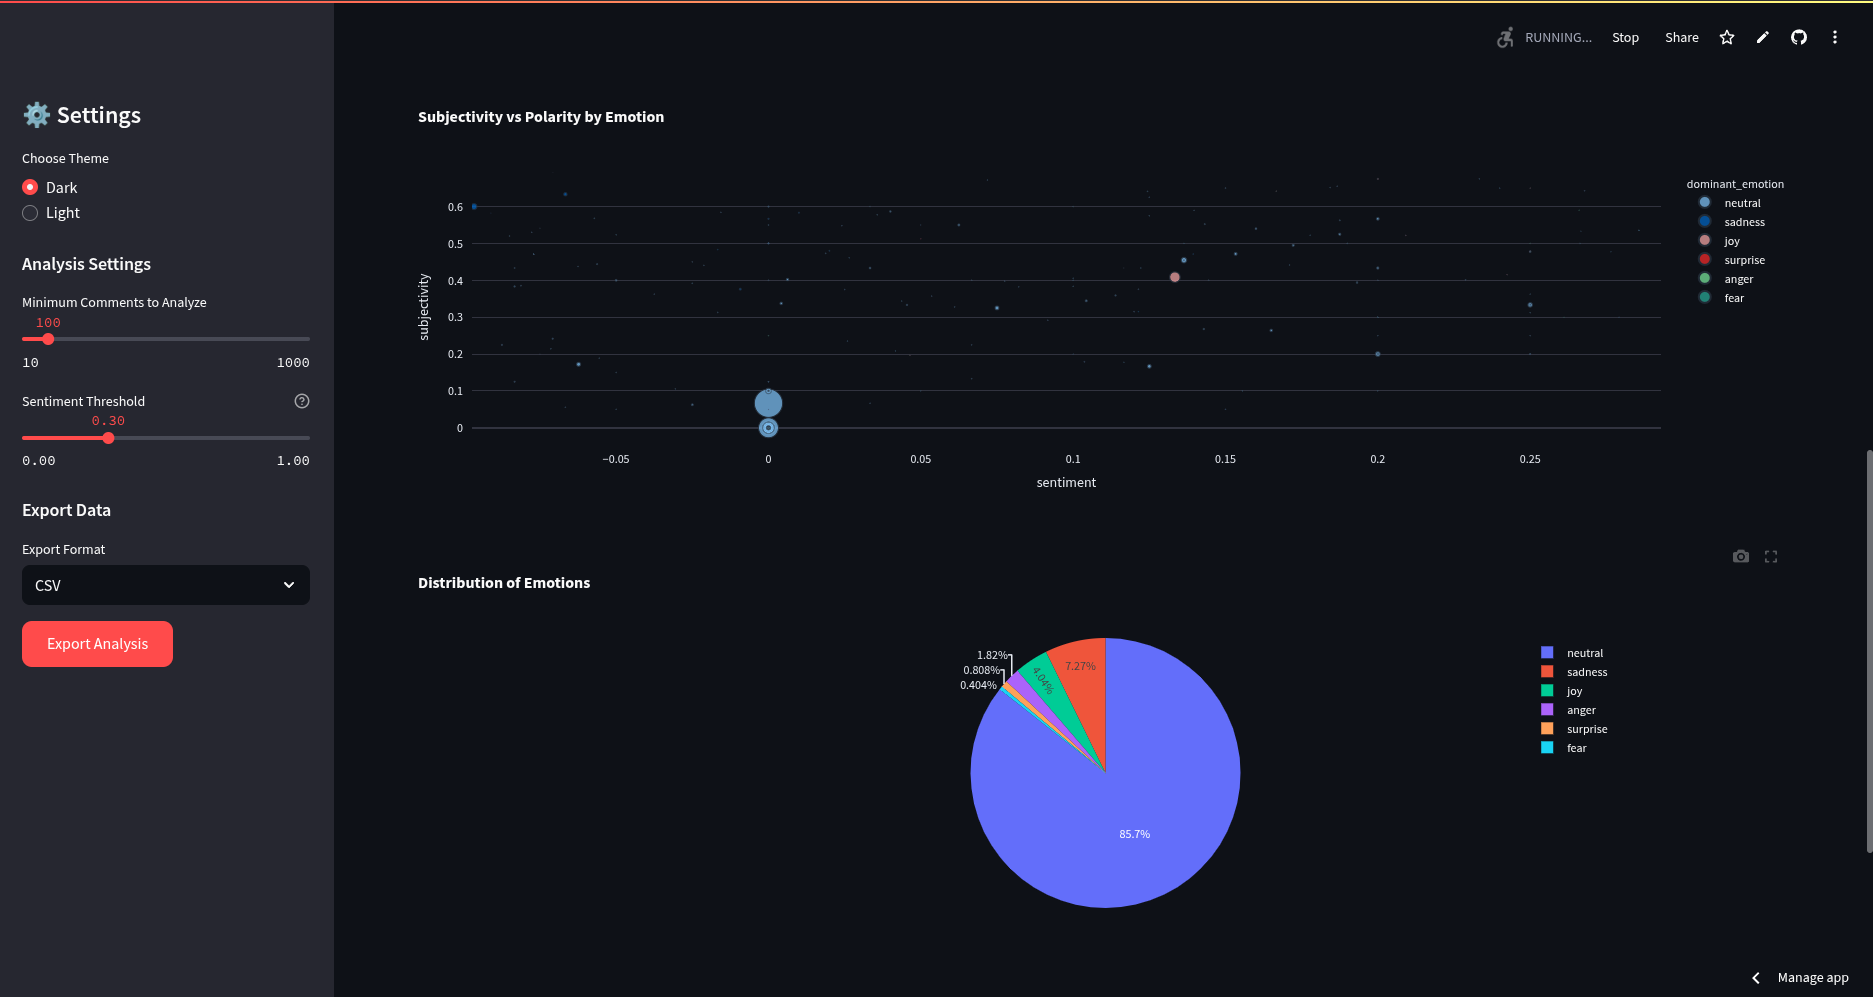 RUNNING...
Stop
Share
Settings
Choose Theme
Dark
Light
Analysis Settings
Minimum Comments to Analyze
100
10
1000
Sentiment Threshold
0.30
0.00
1.00
Export Data
Export Format
CSV
Export Analysis
Subjectivity vs Polarity by Emotion
0.6
0.5
0.4
0.3
0.2
0.1
0
subjectivity
−0.05
0
0.05
0.1
0.15
0.2
0.25
sentiment
dominant_emotion
neutral
sadness
joy
surprise
anger
fear
Distribution of Emotions
1.82%
0.808%
0.404%
4.04%
7.27%
85.7%
neutral
sadness
joy
anger
surprise
fear
Manage app